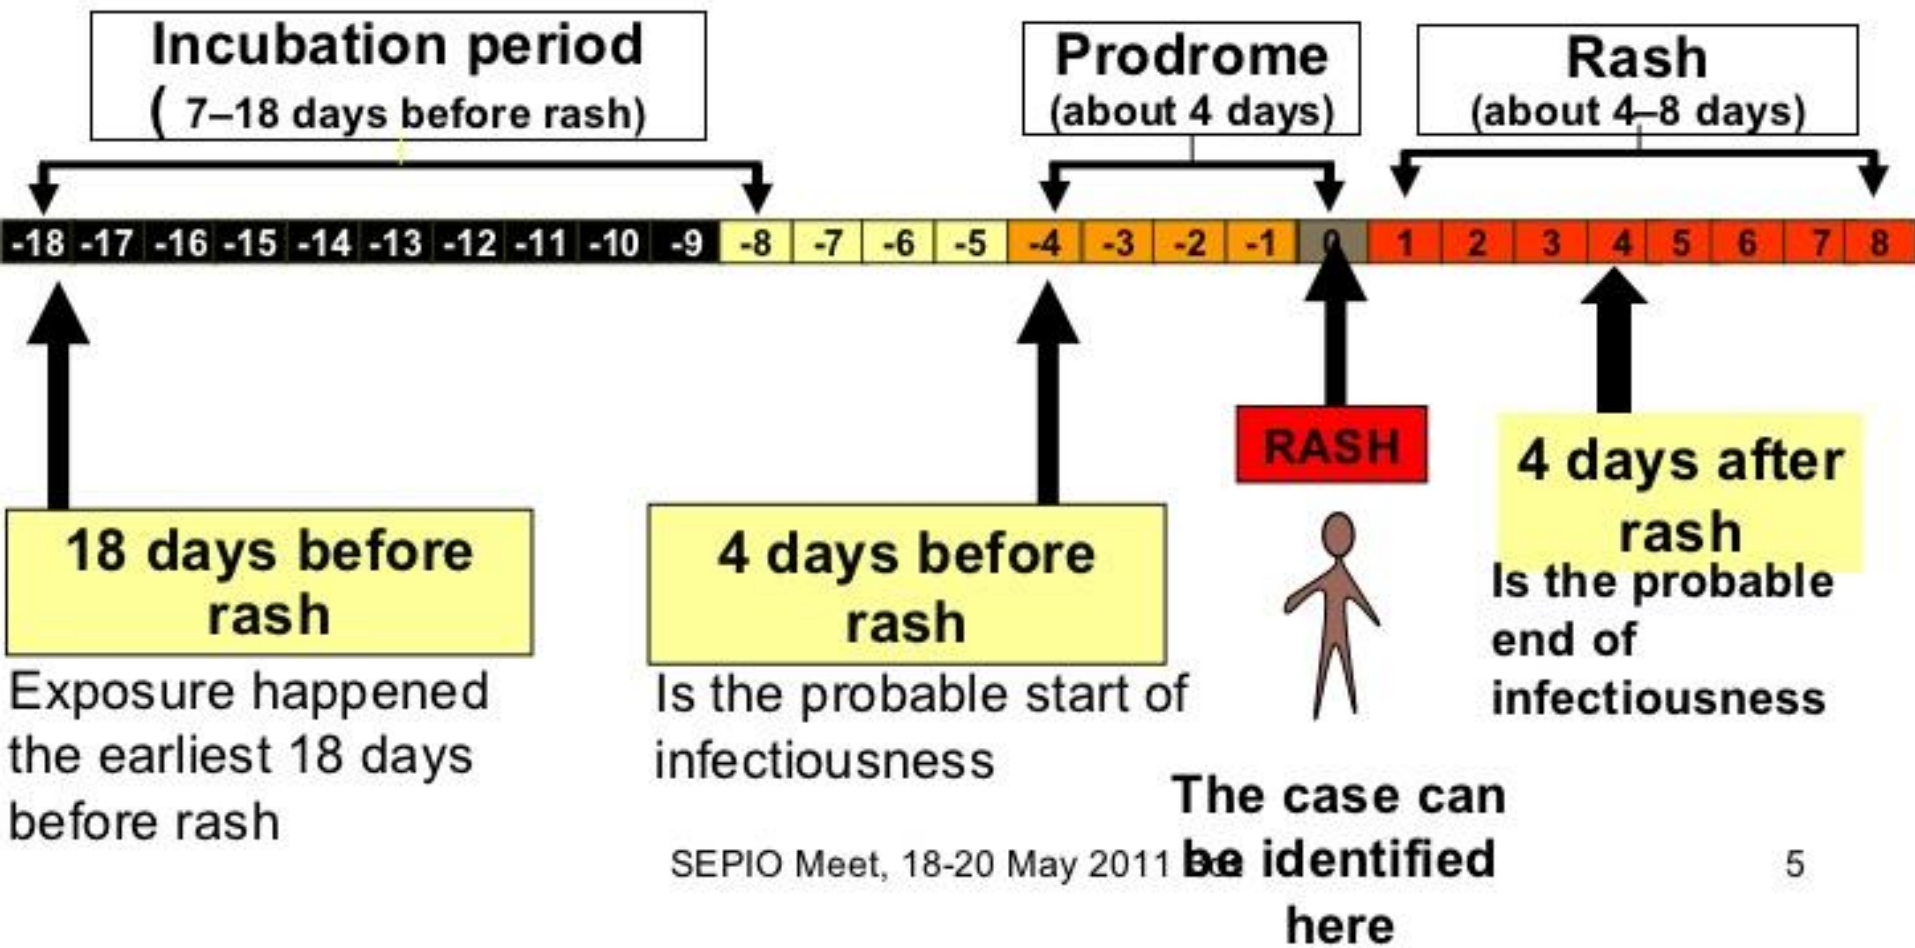 Incubation period
( 7–18 days before rash)
Prodrome
(about 4 days)
Rash
(about 4–8 days)
-18 -17 -16 -15 -14 -13 -12 -11 -10 -9 -8 -7 -6 -5 -4 -3 -2 -1 0 1 2 3 4 5 6 7 8
RASH
18 days before
rash
Exposure happened
the earliest 18 days
before rash
4 days before
rash
Is the probable start of
infectiousness
4 days after
rash
Is the probable
end of
infectiousness
The case can
be identified
here
SEPIO Meet, 18-20 May 2011
5